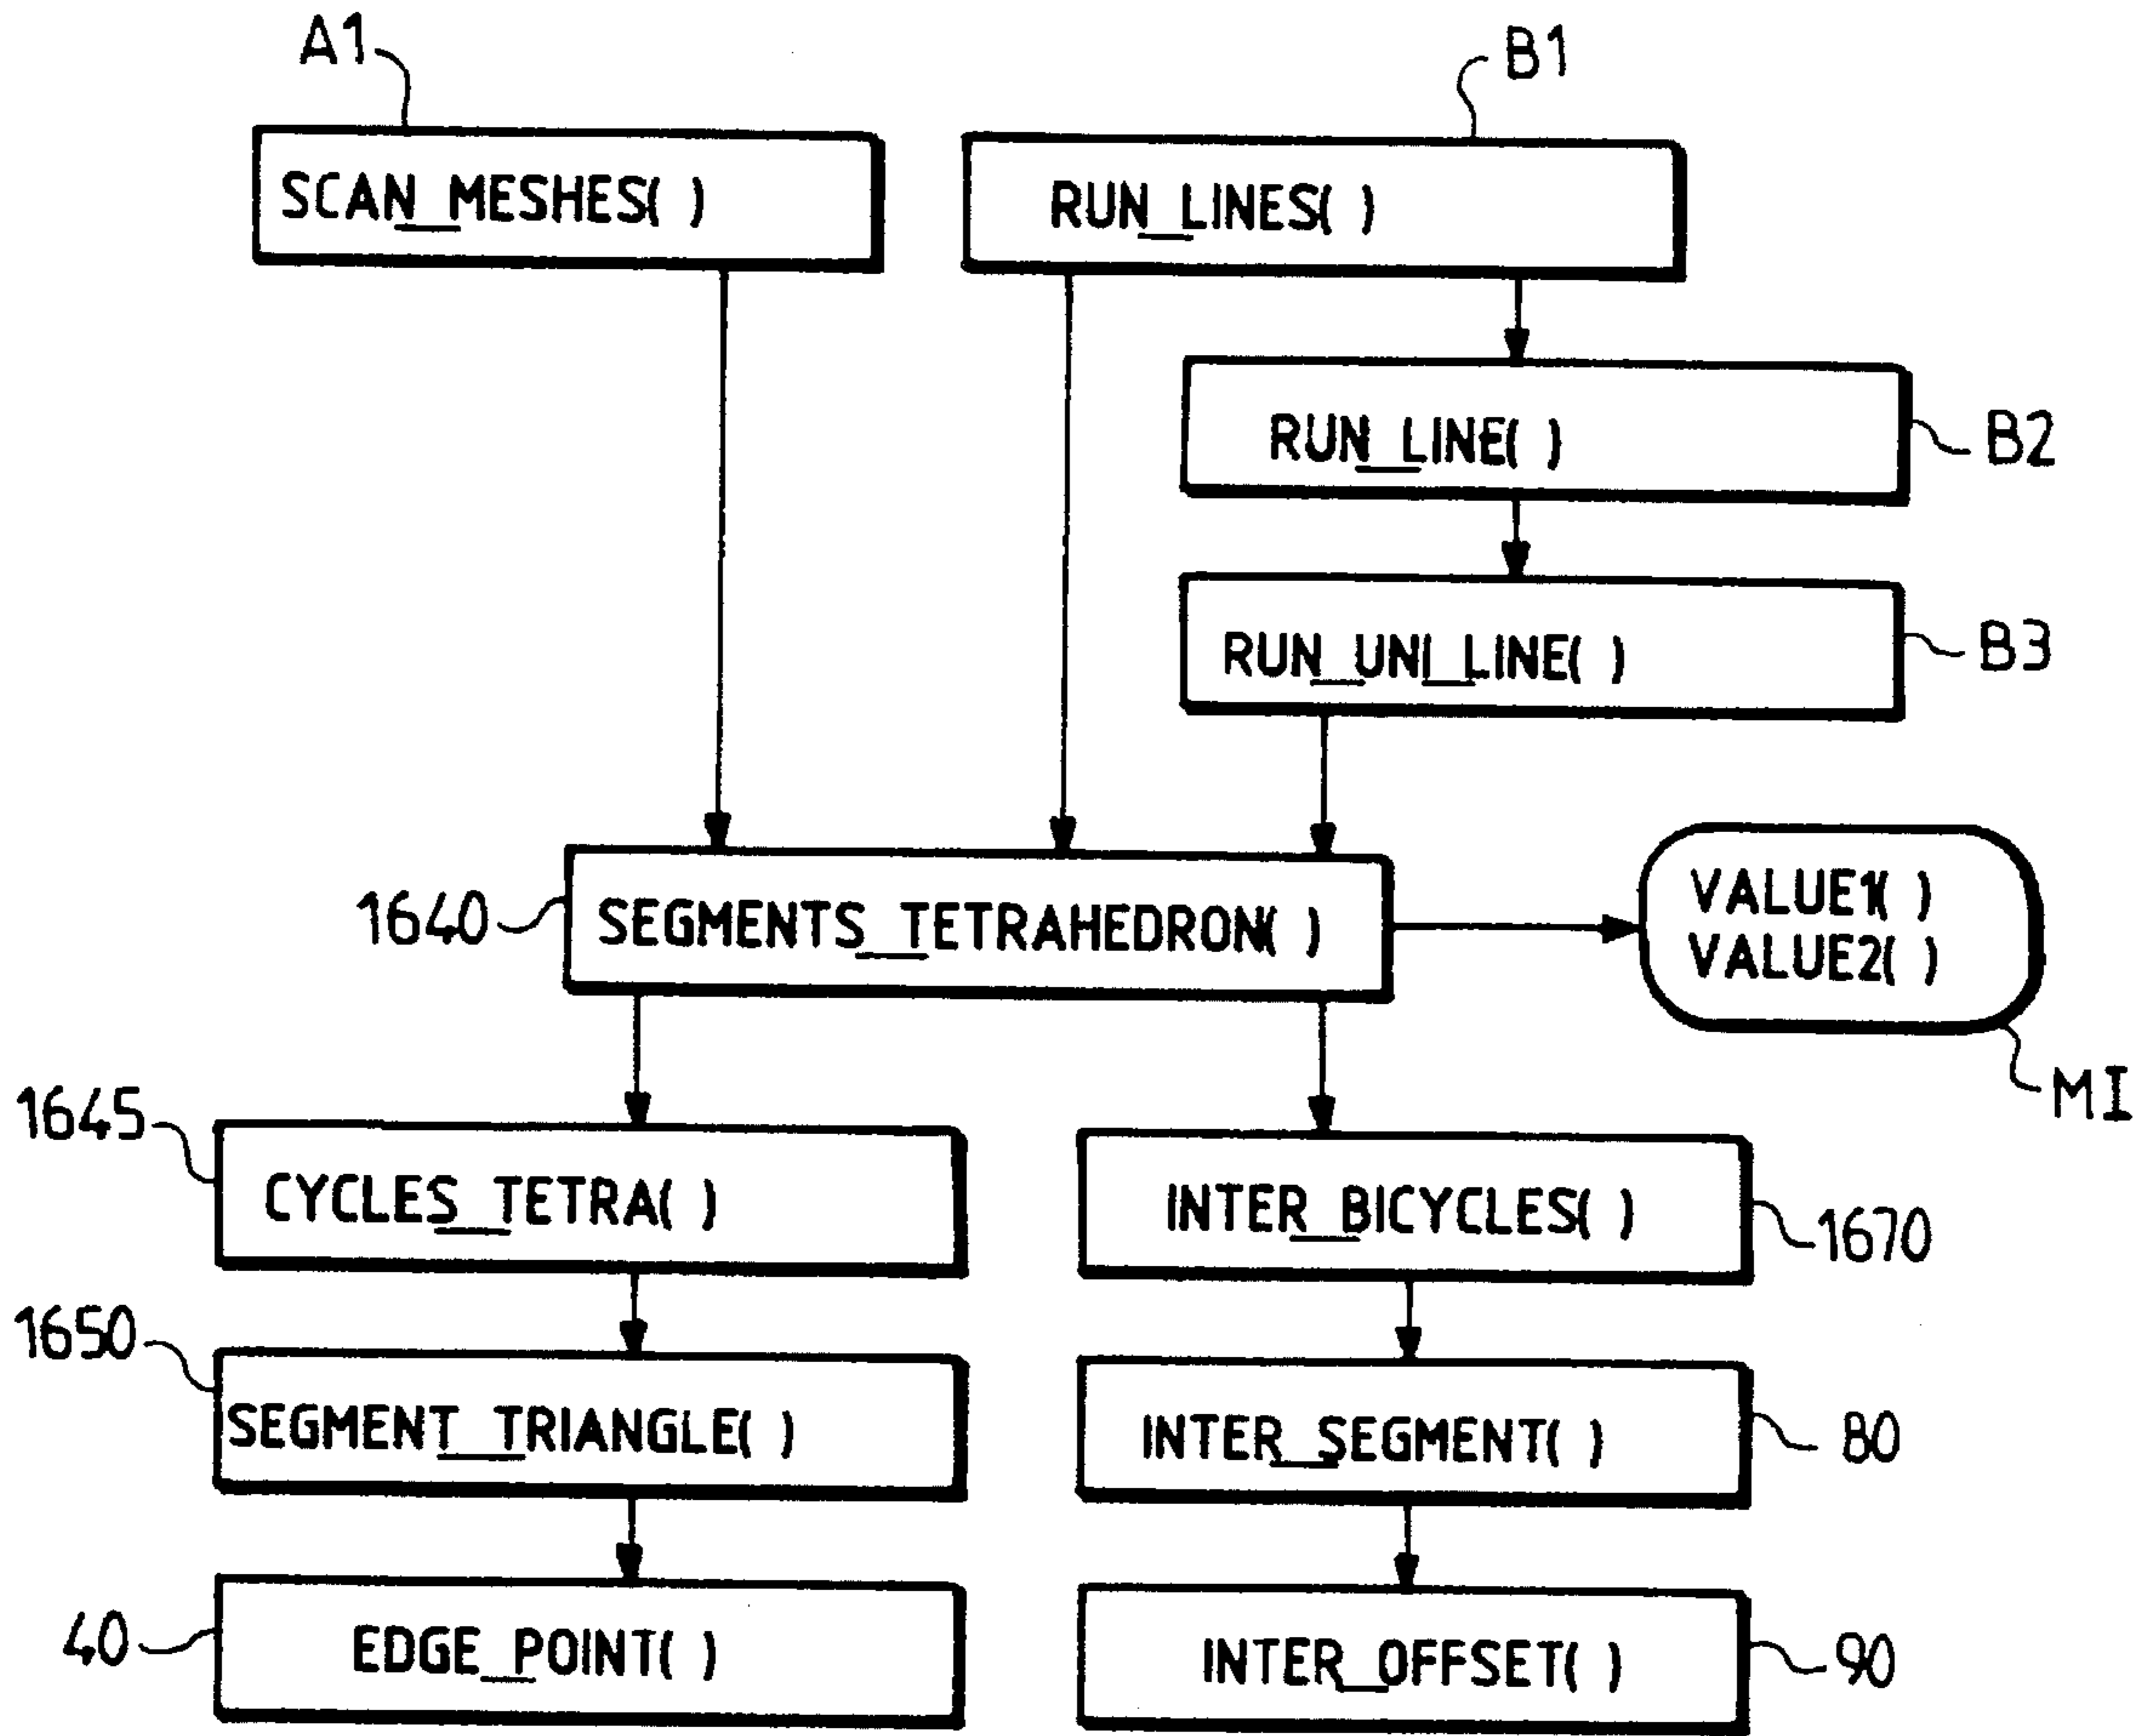 A1
B1
SCAN_MESHES( )
RUN_LINES( )
RUN_LINE( )
B2
RUN_UNI_LINE( )
B3
1640
SEGMENTS_TETRAHEDRON( )
VALUE1( )
VALUE2( )
MI
1645
CYCLES_TETRA( )
INTER_BICYCLES( )
1670
1650
SEGMENT_TRIANGLE( )
INTER_SEGMENT( )
80
40
EDGE_POINT( )
INTER_OFFSET( )
90